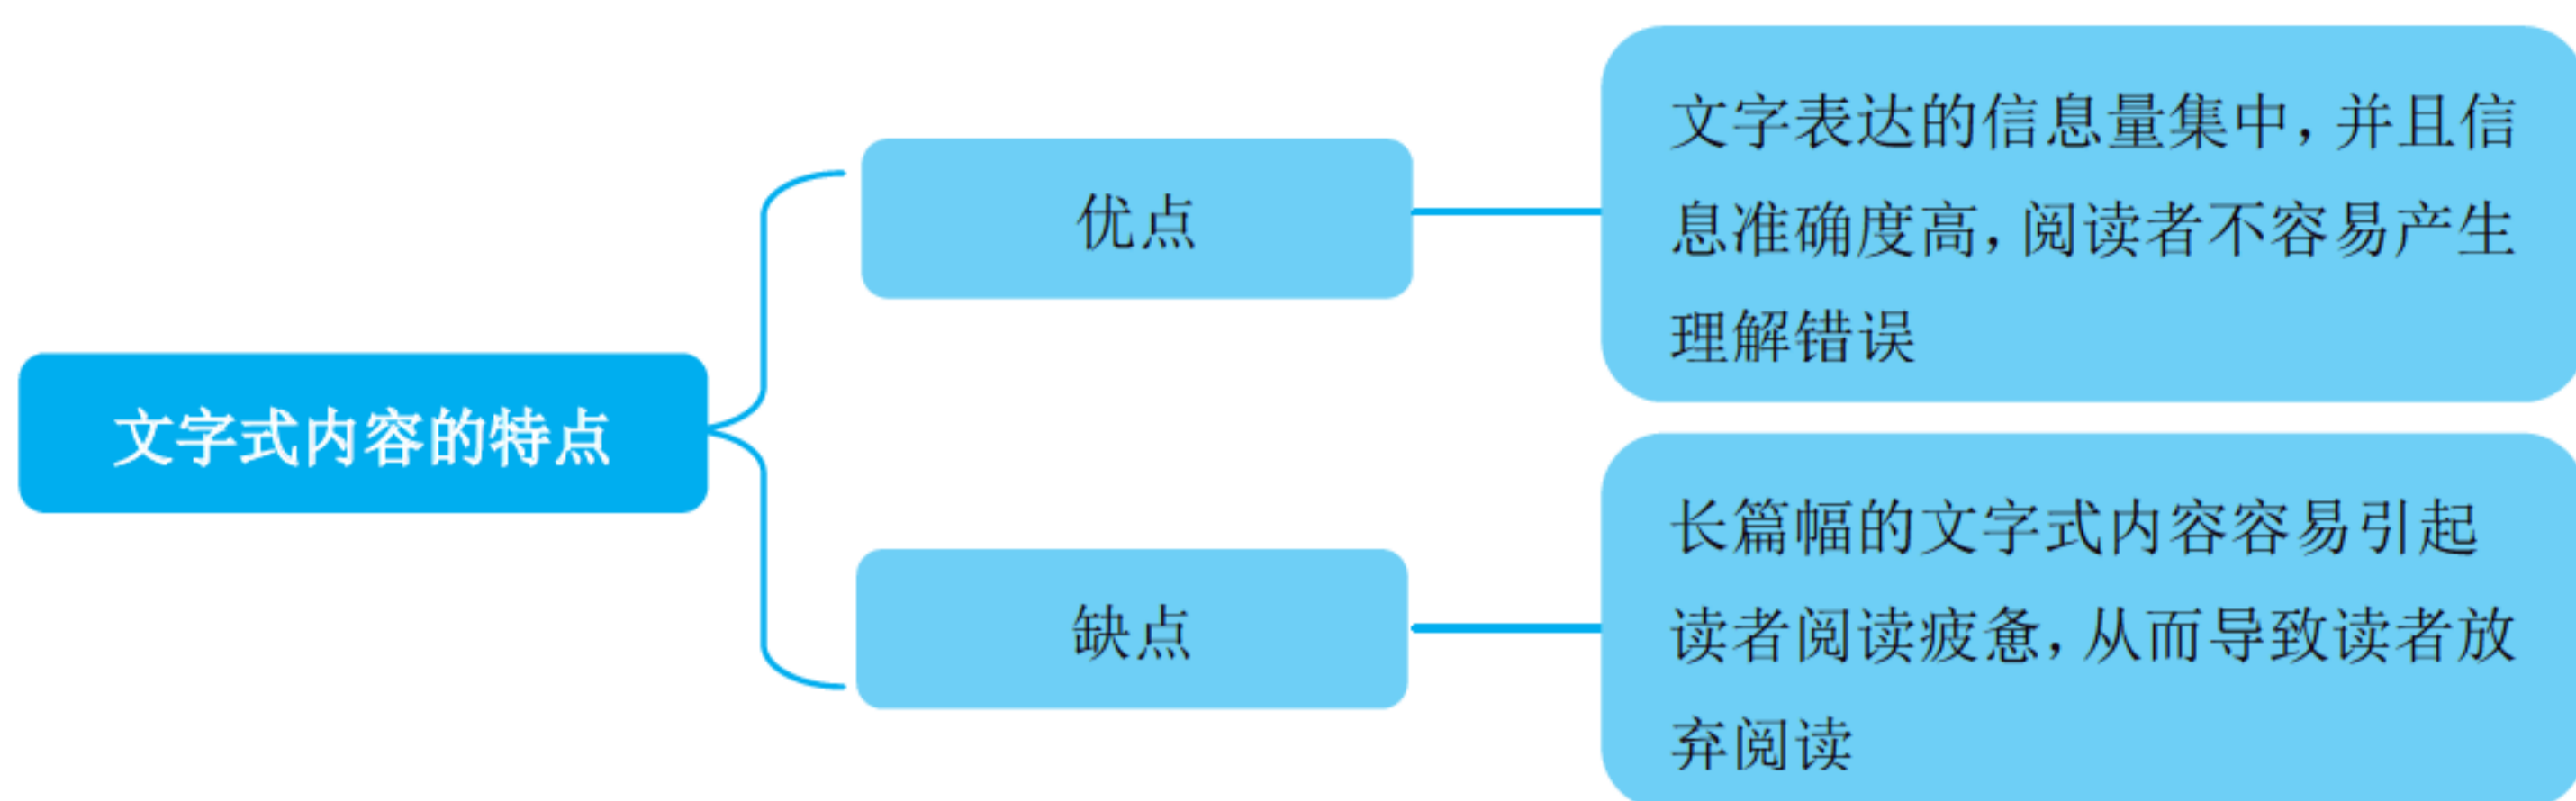 文字式内容的特点
优点
文字表达的信息量集中，并且信
息准确度高，阅读者不容易产生
理解错误
缺点
长篇幅的文字式内容容易引起
读者阅读疲惫，从而导致读者放
弃阅读